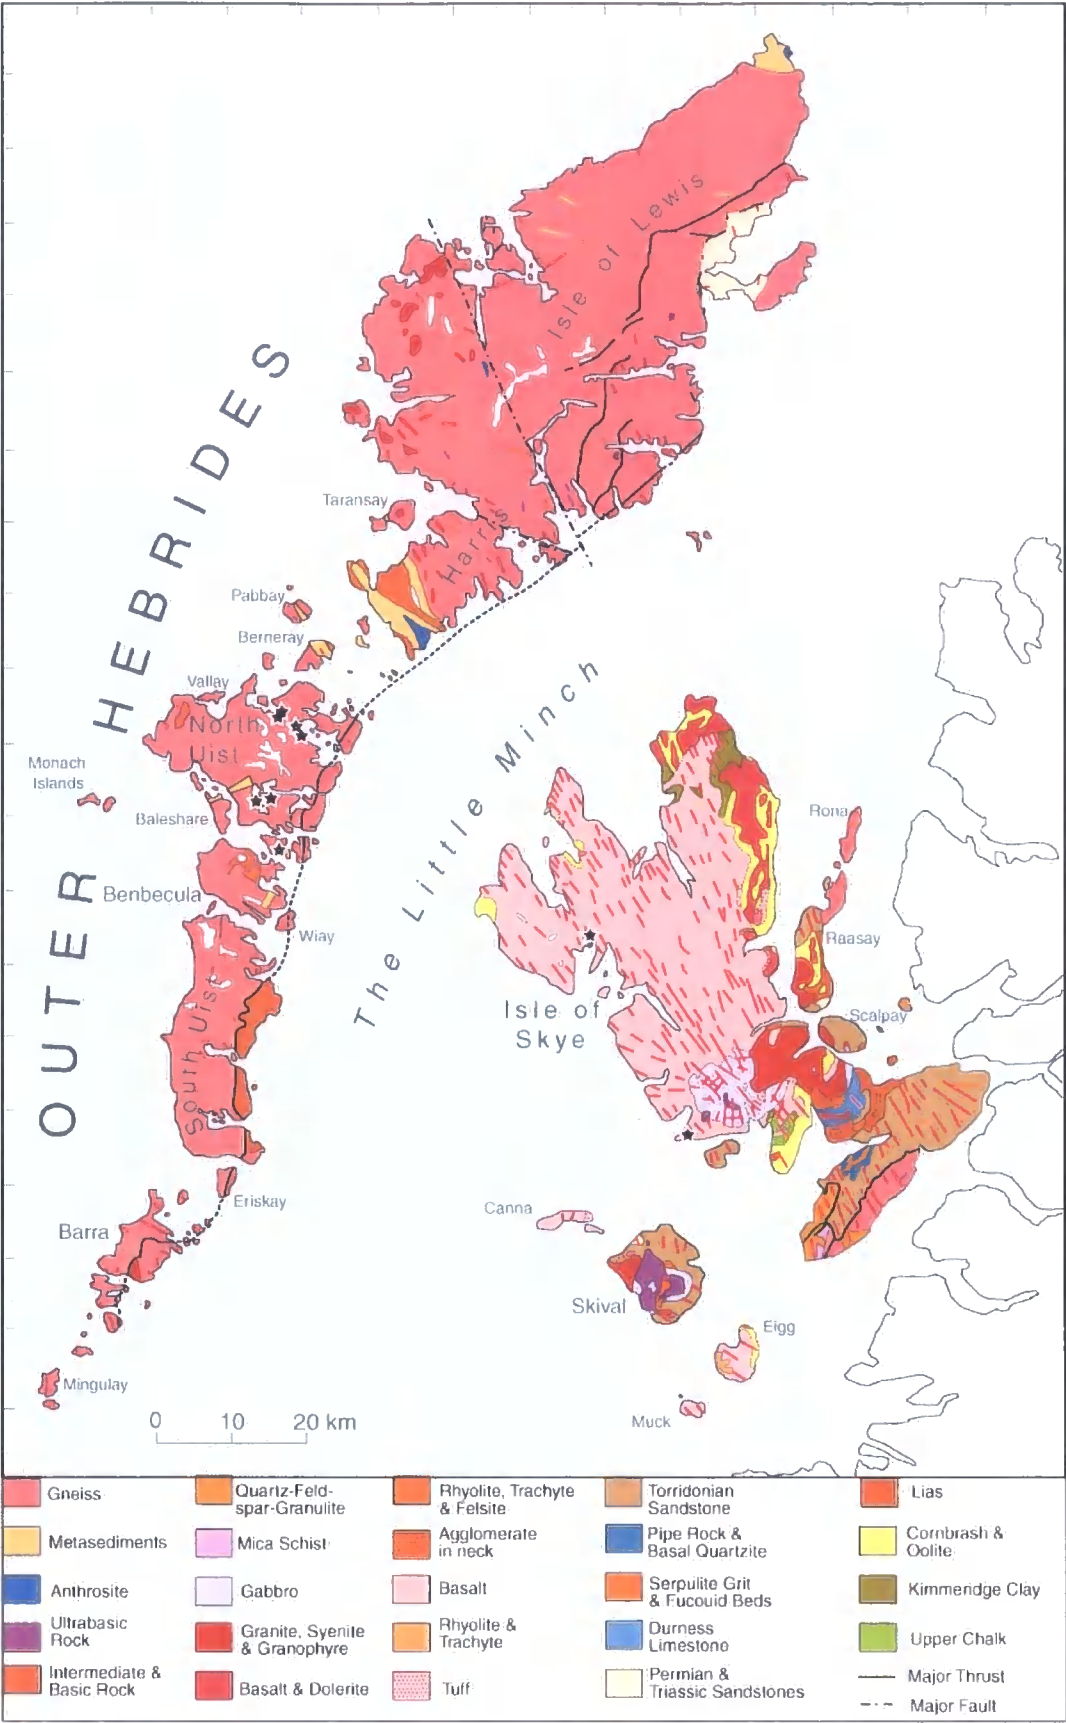 OUTER HEBRIDES
Isle of Lewis
Taransay
Harris
Pabbay
Berneray
Vallay
North
Uist
Monach
Islands
Baleshare
Benbecula
Wiay
South Uist
Eriskay
Barra
Mingulay
The Little Minch
Rona
Raasay
Isle of
Skye
Scalpay
Canna
Skival
Eigg
Muck
0 10 20 km
Gneiss
Metasediments
Anthrosite
Ultrabasic
Rock
Intermediate &
Basic Rock
Quartz-Feld-
spar-Granulite
Mica Schist
Gabbro
Granite, Syenite
& Granophyre
Basalt & Dolerite
Rhyolite, Trachyte
& Felsite
Agglomerate
in neck
Basalt
Rhyolite &
Trachyte
Tuff
Torridonian
Sandstone
Pipe Rock &
Basal Quartzite
Serpulite Grit
& Fucouid Beds
Durness
Limestone
Permian &
Triassic Sandstones
Lias
Cornbrash &
Oolite
Kimmeridge Clay
Upper Chalk
Major Thrust
Major Fault